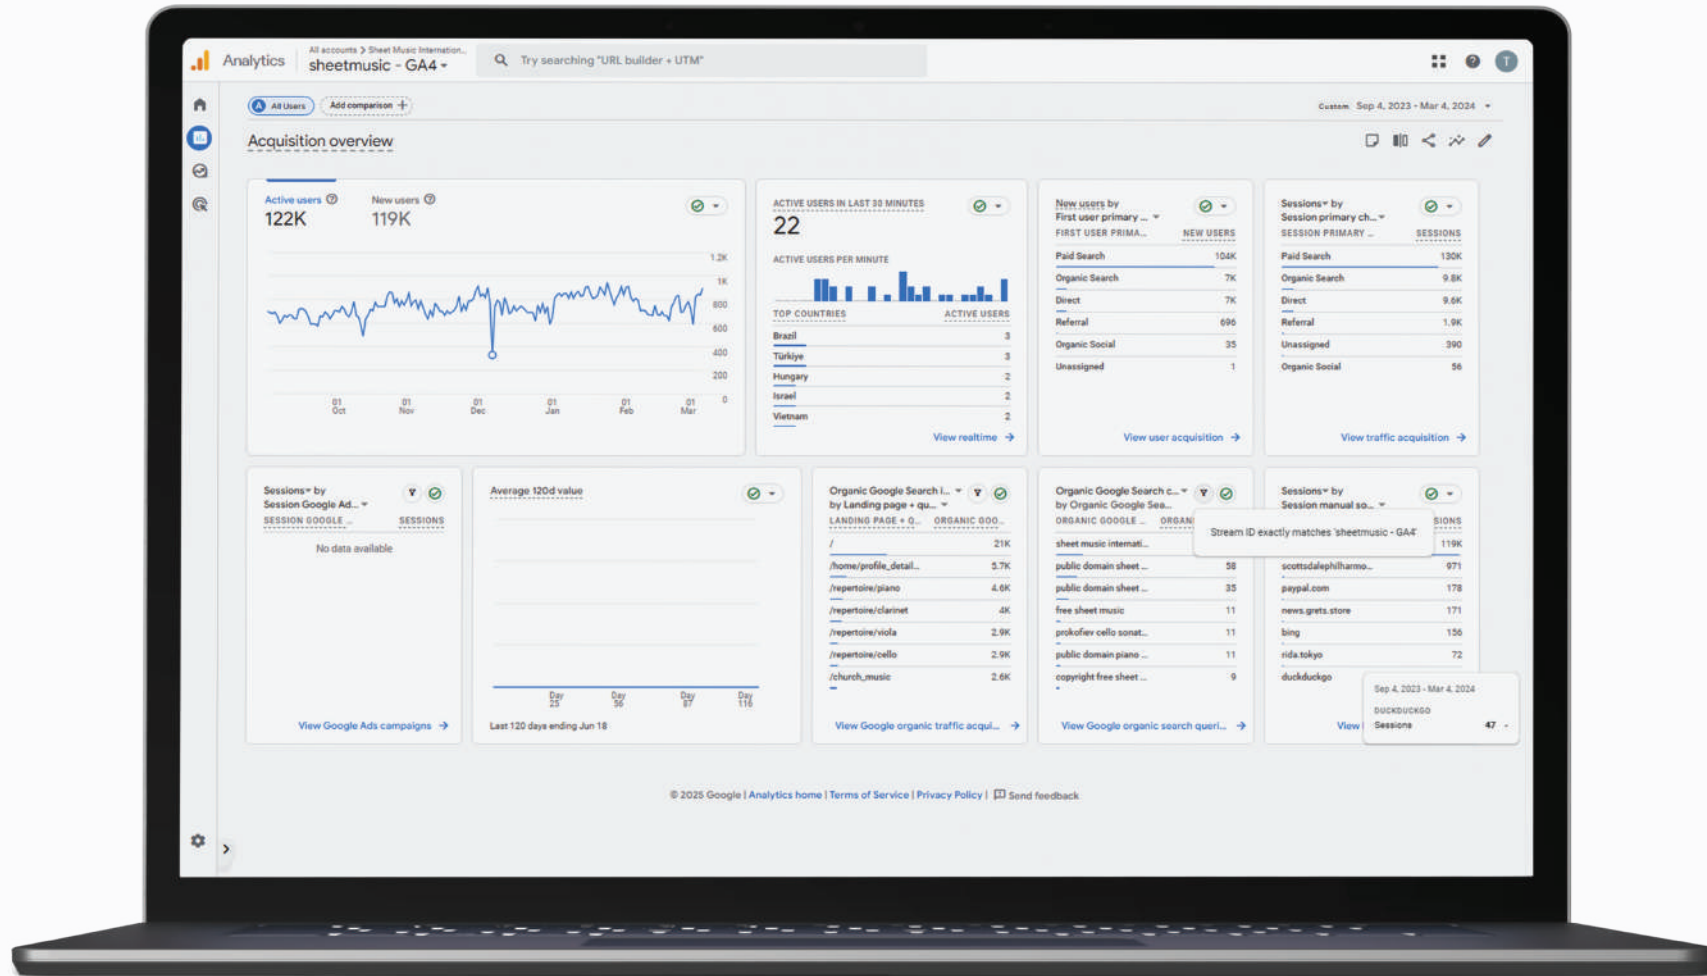 Analytics
All accounts > Sheet Music Internation...
sheetmusic - GA4
Try searching "URL builder + UTM"
T
A All Users
Add comparison +
Custom Sep 4, 2023 - Mar 4, 2024
Acquisition overview
Active users
122K
New users
119K
1.2K
1K
800
600
400
200
0
01 Oct
01 Nov
01 Dec
01 Jan
01 Feb
01 Mar
ACTIVE USERS IN LAST 30 MINUTES
22
ACTIVE USERS PER MINUTE
TOP COUNTRIES ACTIVE USERS
Brazil 3
Türkiye 3
Hungary 2
Israel 2
Vietnam 2
View realtime
New users by
First user primary ...
FIRST USER PRIMA... NEW USERS
Paid Search 104K
Organic Search 7K
Direct 7K
Referral 696
Organic Social 35
Unassigned 1
View user acquisition
Sessions by
Session primary ch...
SESSION PRIMARY ... SESSIONS
Paid Search 130K
Organic Search 9.8K
Direct 9.6K
Referral 1.9K
Unassigned 390
Organic Social 56
View traffic acquisition
Sessions by
Session Google Ad...
SESSION GOOGLE ... SESSIONS
No data available
View Google Ads campaigns
Average 120d value
Day 25
Day 56
Day 87
Day 116
Last 120 days ending Jun 18
Organic Google Search i...
by Landing page + qu...
LANDING PAGE + Q... ORGANIC GOO...
/ 21K
/home/profile_detail... 5.7K
/repertoire/piano 4.6K
/repertoire/clarinet 4K
/repertoire/viola 2.9K
/repertoire/cello 2.9K
/church_music 2.6K
View Google organic traffic acqui...
Organic Google Search c...
by Organic Google Sea...
ORGANIC GOOGLE ... ORGAN
sheet music internati...
public domain sheet ... 58
public domain sheet ... 35
free sheet music 11
prokofiev cello sonat... 11
public domain piano ... 11
copyright free sheet ... 9
View Google organic search queri...
Stream ID exactly matches 'sheetmusic - GA4'
Sessions by
Session manual so...
SIONS
119K
scottsdalephilharmo... 971
paypal.com 178
news.grets.store 171
bing 156
rida.tokyo 72
duckduckgo
View
Sep 4, 2023 - Mar 4, 2024
DUCKDUCKGO
Sessions 47
© 2025 Google | Analytics home | Terms of Service | Privacy Policy | Send feedback